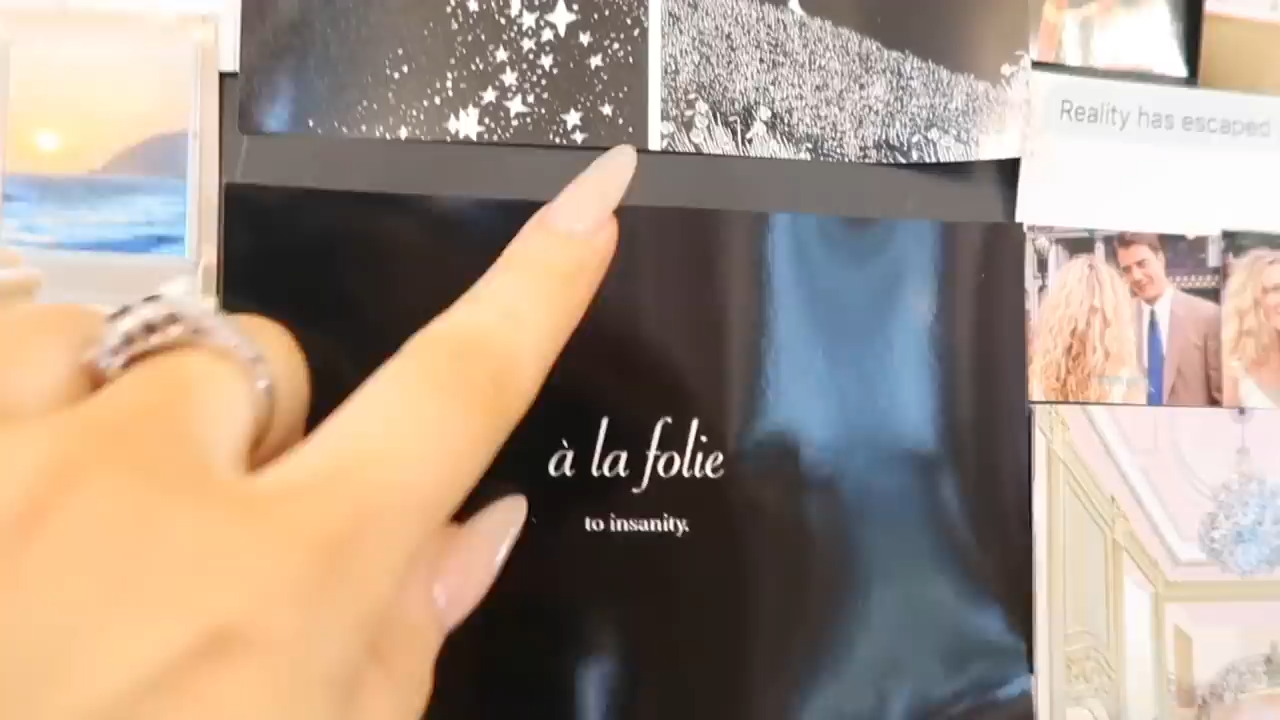 Reality has escaped
à la folie
to insanity.